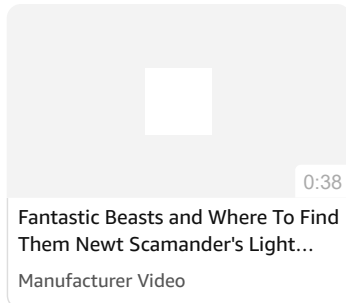 0:38
Fantastic Beasts and Where To Find
Them Newt Scamander's Light...
Manufacturer Video